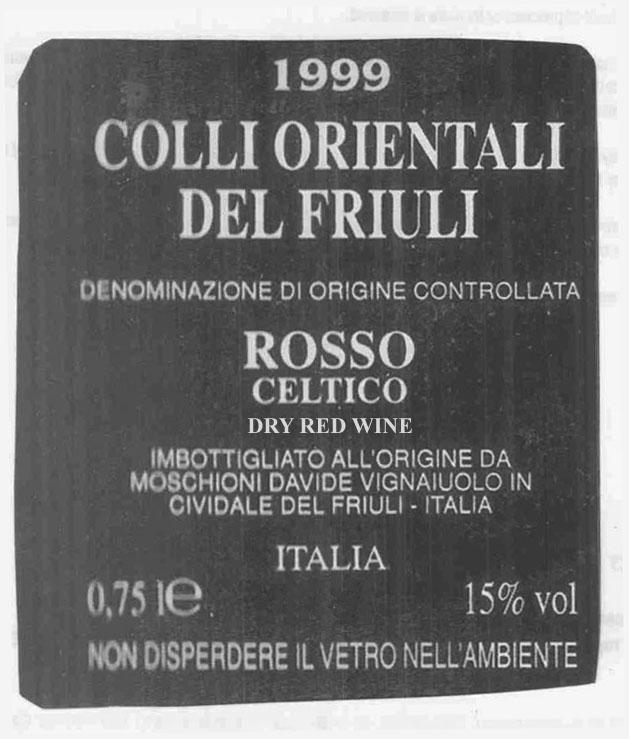 1999
COLLI ORIENTALI
DEL FRIULI
DENOMINAZIONE DI ORIGINE CONTROLLATA
ROSSO
CELTICO
DRY RED WINE
IMBOTTIGLIATO ALL'ORIGINE DA
MOSCHIONI DAVIDE VIGNAIUOLO IN
CIVIDALE DEL FRIULI - ITALIA
ITALIA
0,75 l e 15% vol
NON DISPERDERE IL VETRO NELL'AMBIENTE